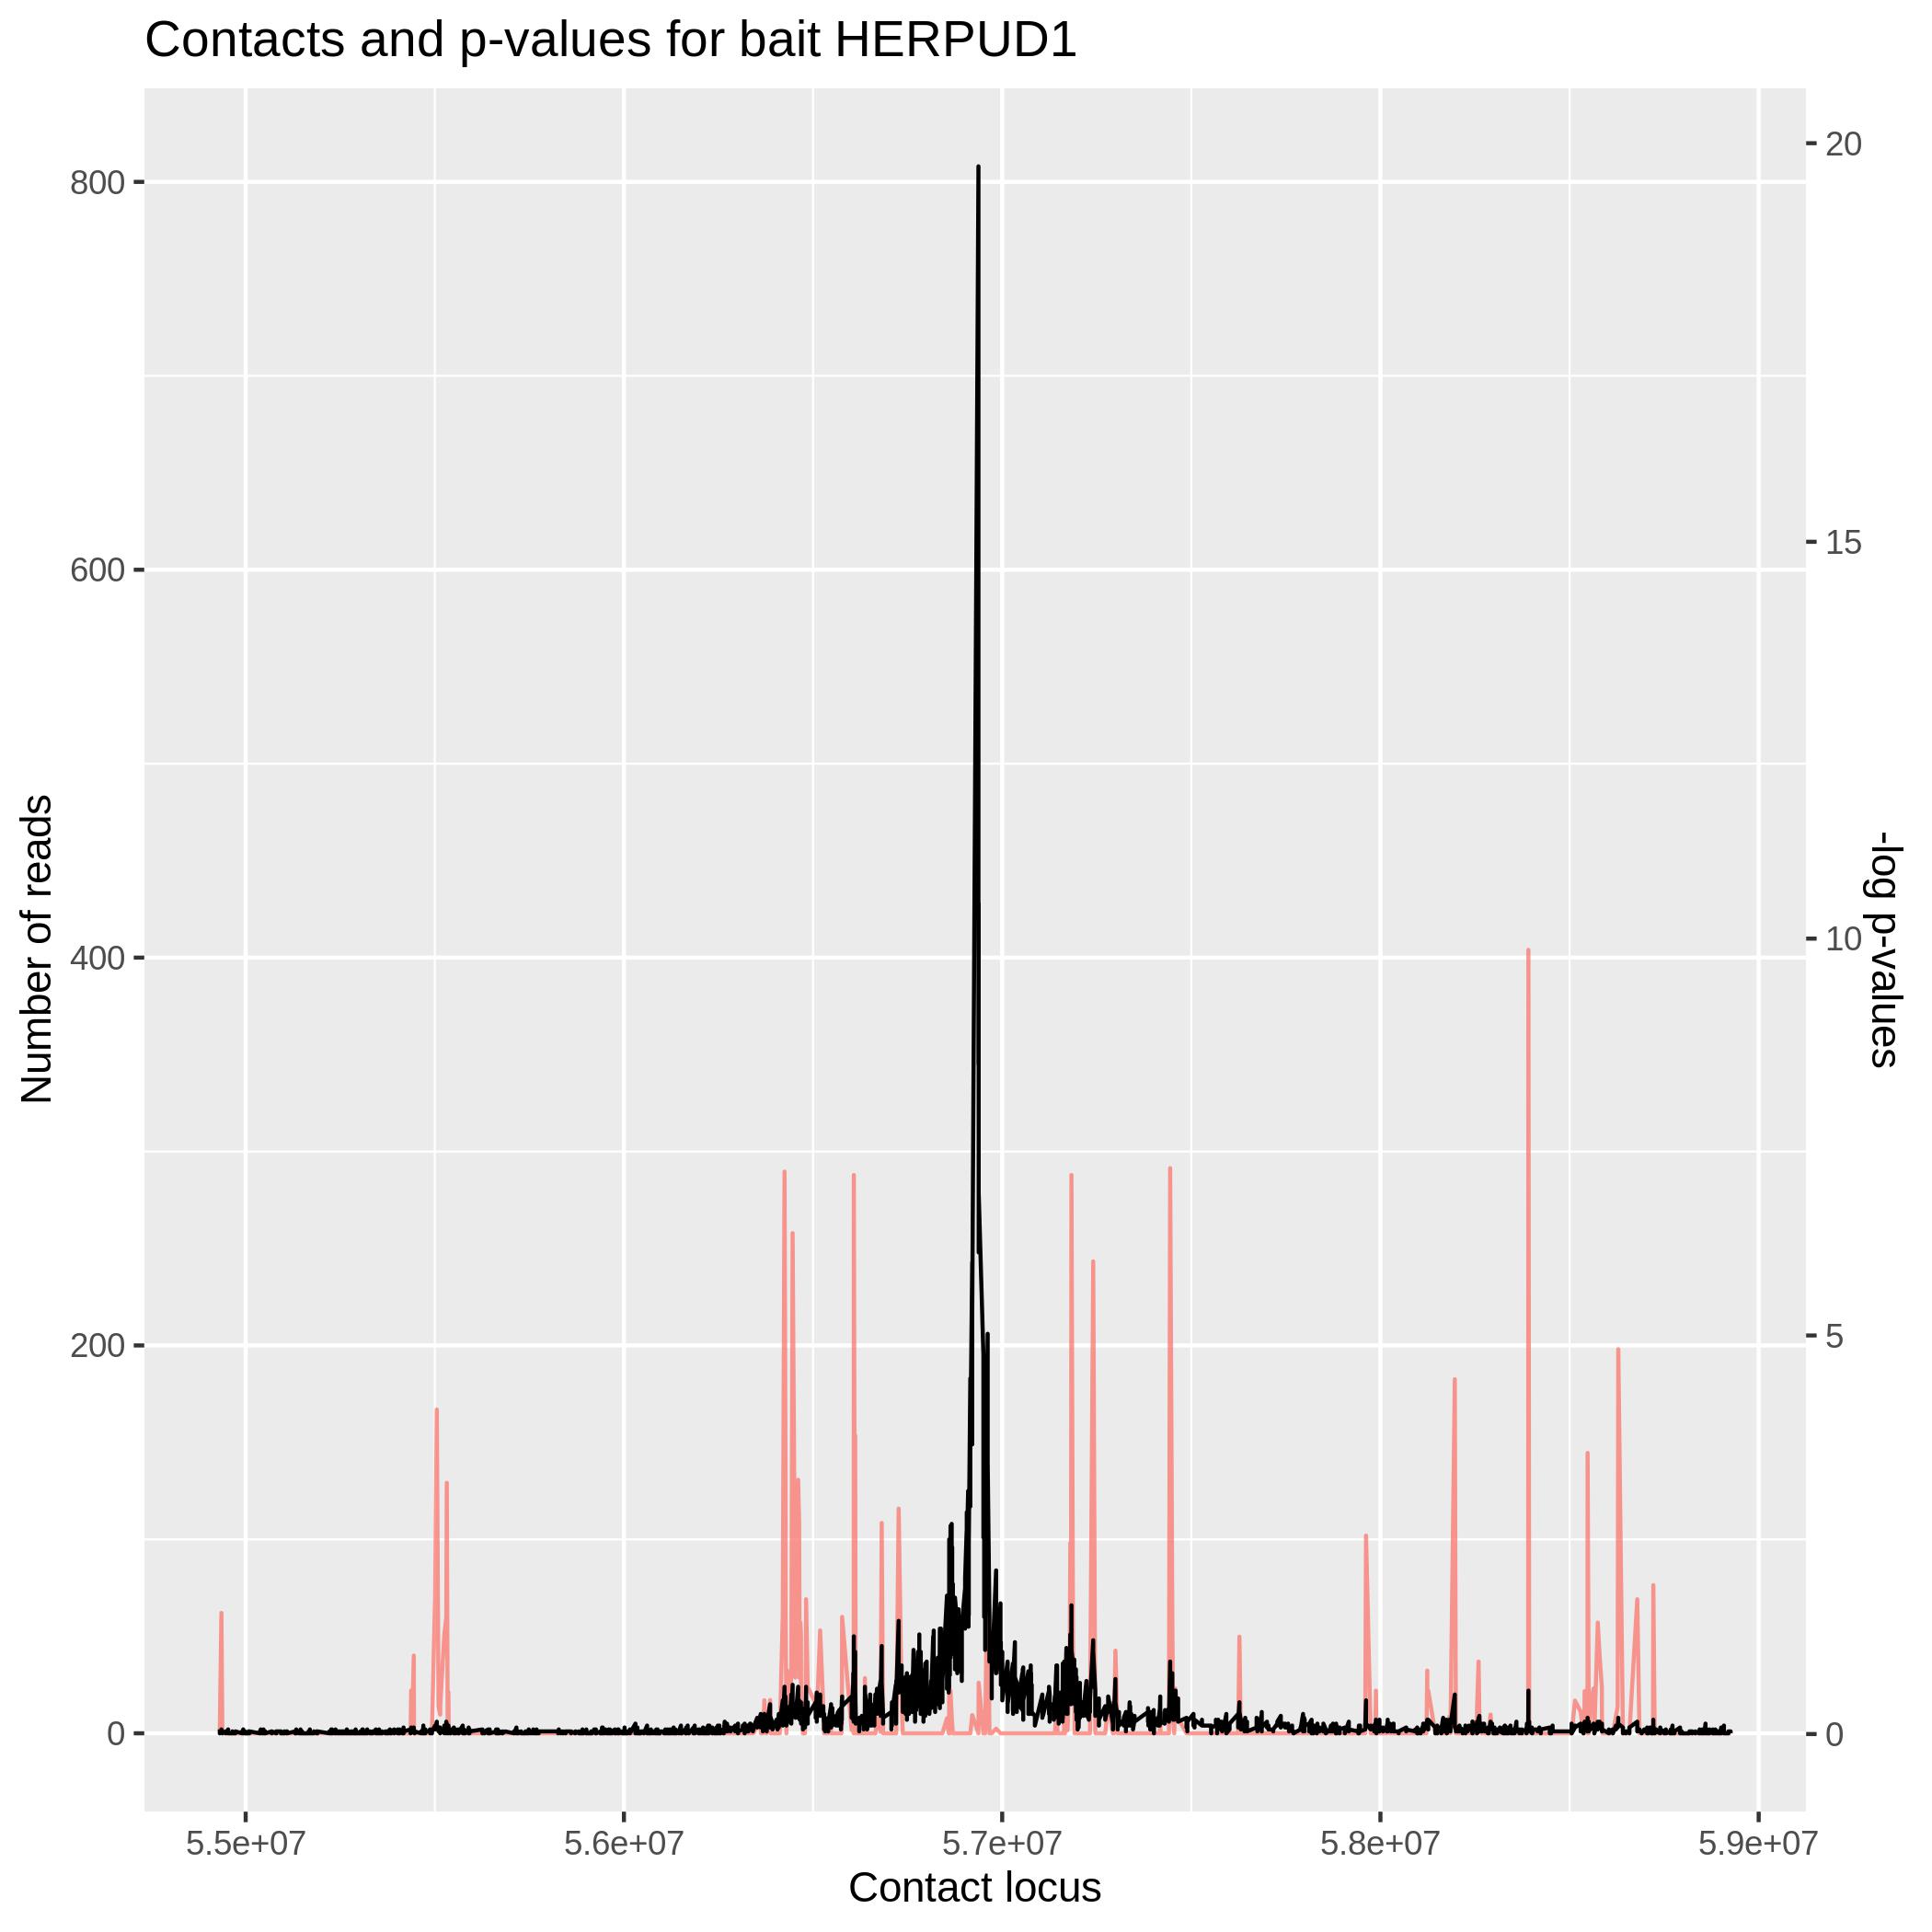 Contacts and p-values for bait HERPUD1
800
600
400
200
0
Number of reads
20
15
10
5
0
-log p-values
5.5e+07
5.6e+07
5.7e+07
5.8e+07
5.9e+07
Contact locus